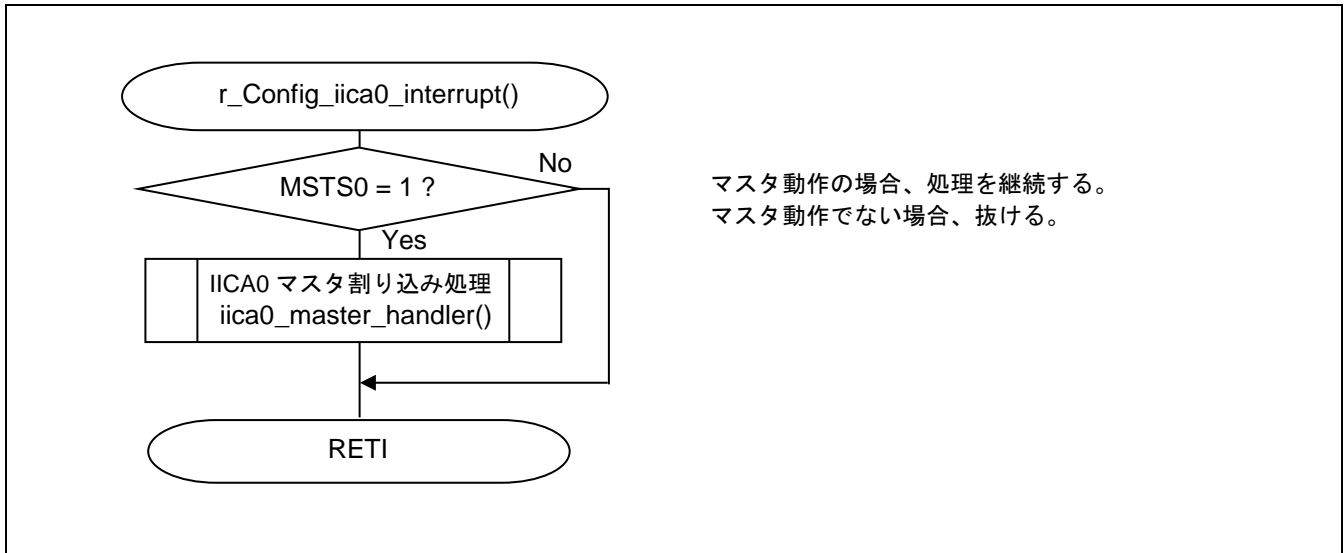 r_Config_iica0_interrupt()
No
MSTS0 = 1 ?
マスタ動作の場合、処理を継続する。
マスタ動作でない場合、抜ける。
Yes
IICA0 マスタ割り込み処理
iica0_master_handler()
RETI